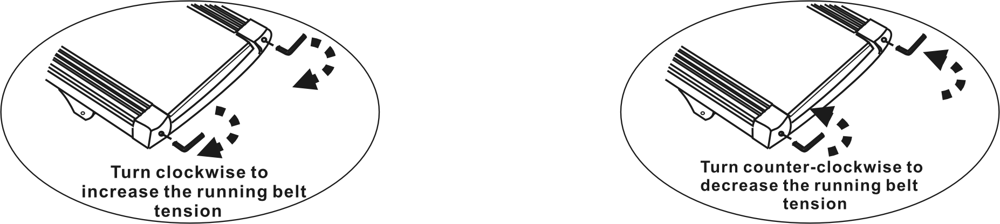 Turn clockwise to
increase the running belt
tension
Turn counter-clockwise to
decrease the running belt
tension